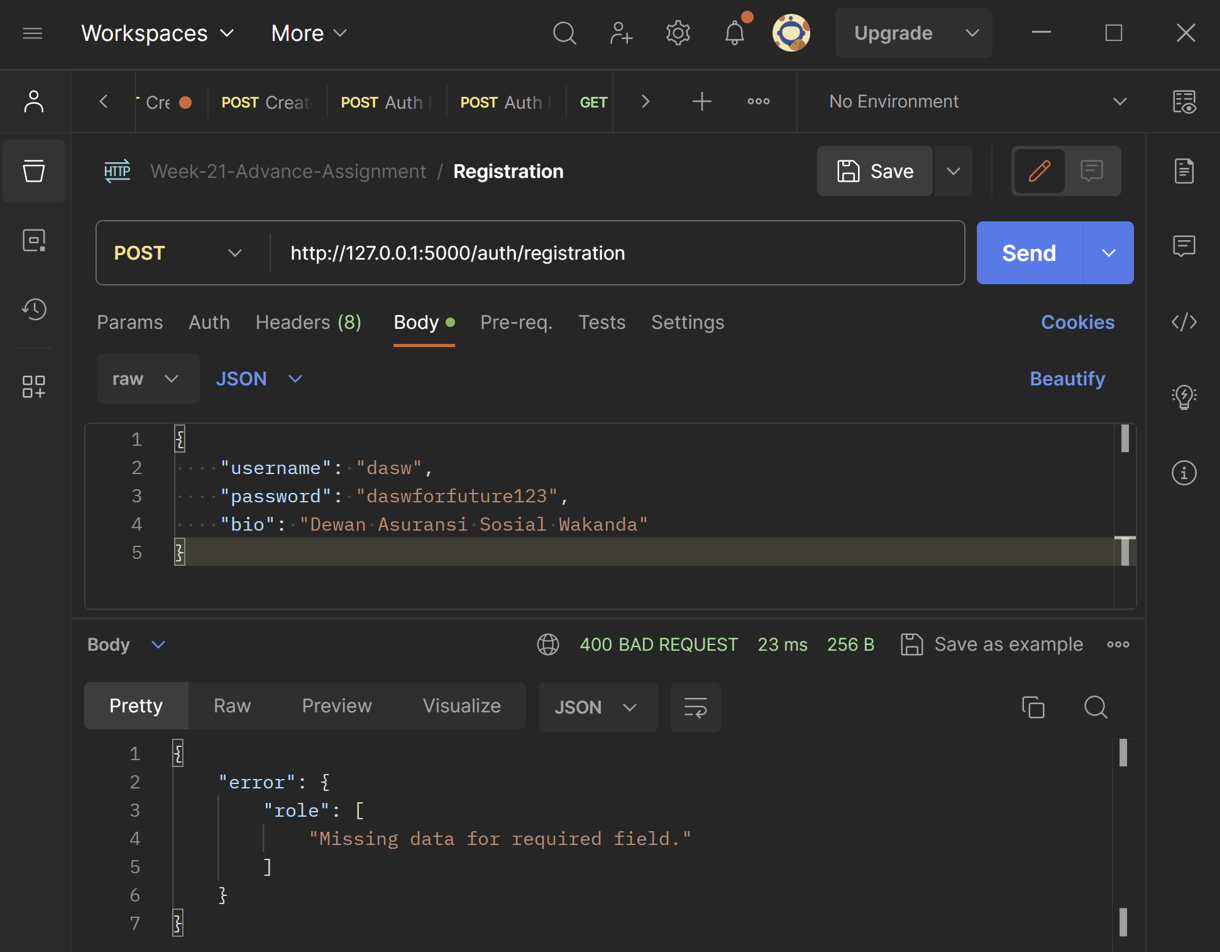 Workspaces More Upgrade
Cre POST Creat POST Auth POST Auth GET No Environment
HTTP Week-21-Advance-Assignment / Registration Save
POST http://127.0.0.1:5000/auth/registration Send
Params Auth Headers (8) Body Pre-req. Tests Settings Cookies
raw JSON Beautify
1 {
2 "username": "dasw",
3 "password": "daswforfuture123",
4 "bio": "Dewan Asuransi Sosial Wakanda"
5 }
Body 400 BAD REQUEST 23 ms 256 B Save as example
Pretty Raw Preview Visualize JSON
1 {
2 "error": {
3 "role": [
4 "Missing data for required field."
5 ]
6 }
7 }